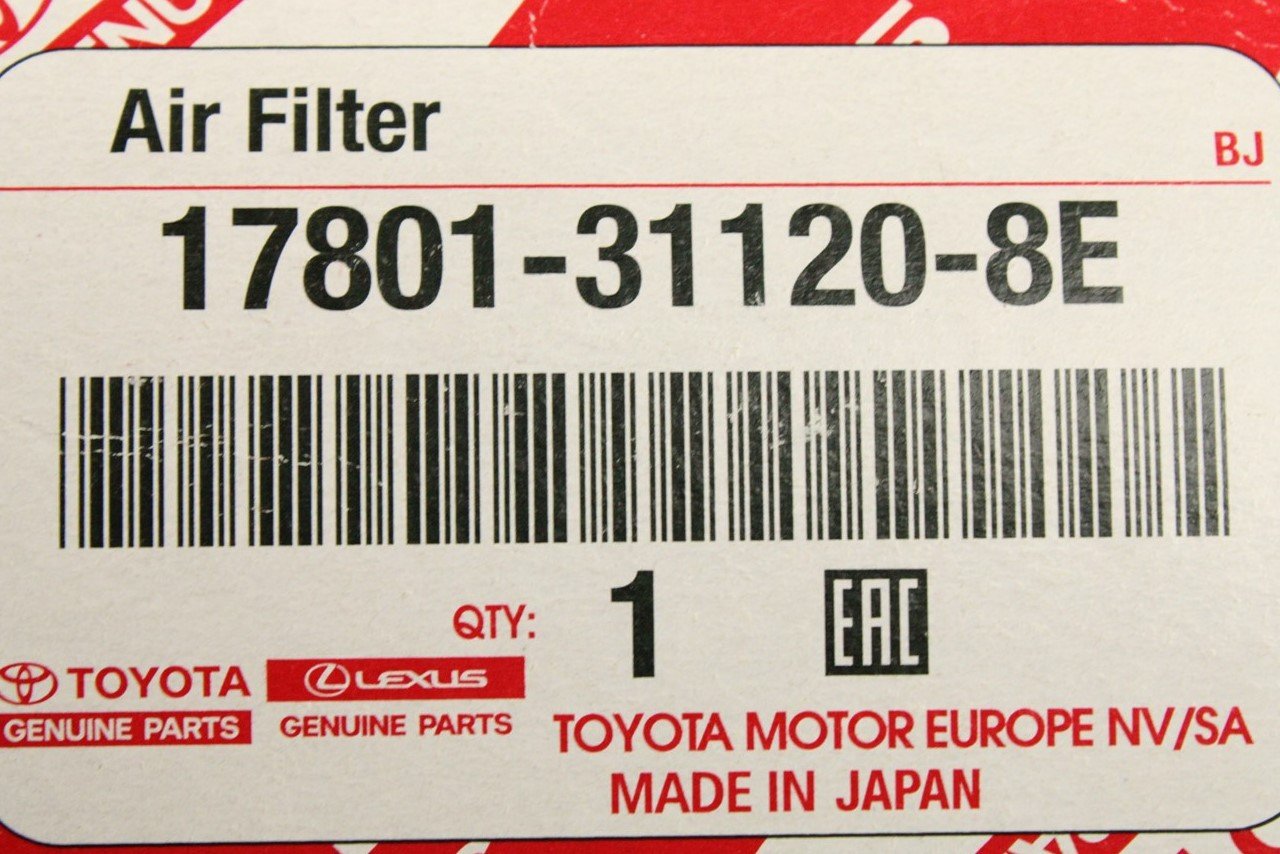 Air Filter
BJ
17801-31120-8E
QTY: 1
EAC
TOYOTA
GENUINE PARTS
LEXUS
GENUINE PARTS
TOYOTA MOTOR EUROPE NV/SA
MADE IN JAPAN